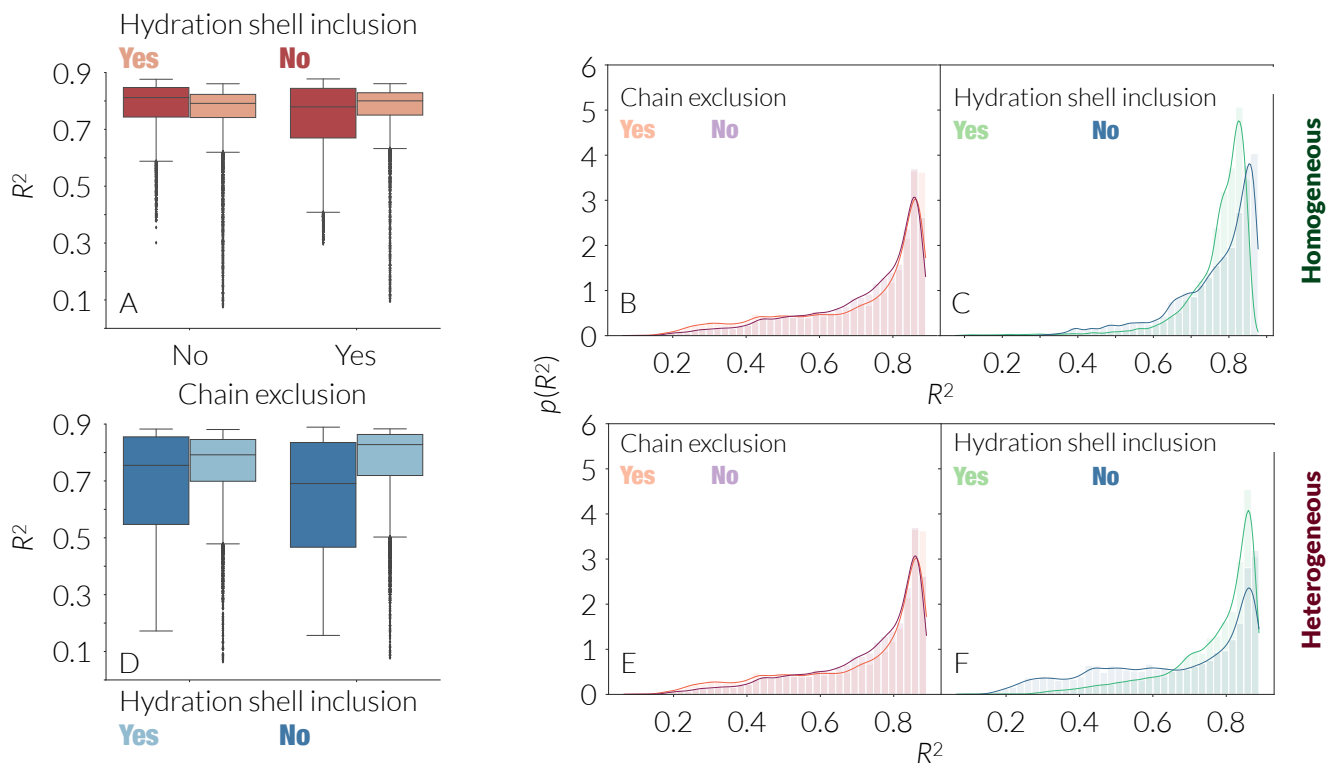 Hydration shell inclusion
Yes No
0.9
0.7
0.5
0.3
0.1
R²
A
No Yes
Chain exclusion
0.9
0.7
0.5
0.3
0.1
R²
D
Hydration shell inclusion
Yes No
p(R²)
6
5
4
3
2
1
0
Chain exclusion
Yes No
B
0.2 0.4 0.6 0.8
Hydration shell inclusion
Yes No
C
0.2 0.4 0.6 0.8
R²
Homogeneous
6
5
4
3
2
1
0
Chain exclusion
Yes No
E
0.2 0.4 0.6 0.8
Hydration shell inclusion
Yes No
F
0.2 0.4 0.6 0.8
R²
Heterogeneous